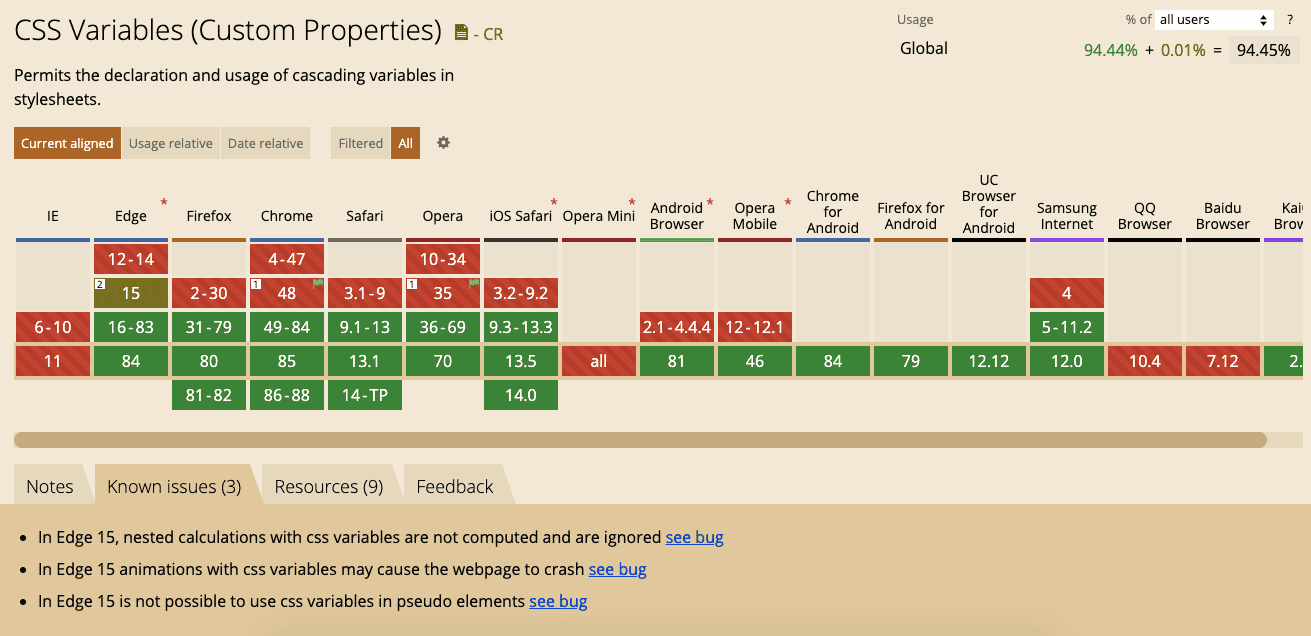 CSS Variables (Custom Properties) - CR
Usage % of all users ?
Global 94.44% + 0.01% = 94.45%
Permits the declaration and usage of cascading variables in
stylesheets.
Current aligned Usage relative Date relative Filtered All
IE
Edge *
Firefox
Chrome
Safari
Opera
iOS Safari *
Opera Mini *
Android *
Browser
Opera *
Mobile
Chrome
for
Android
Firefox for
Android
UC
Browser
for
Android
Samsung
Internet
QQ
Browser
Baidu
Browser
Kai
Brow
12-14 4-47 10-34
2 15 2-30 1 48 3.1-9 1 35 3.2-9.2 4
6-10 16-83 31-79 49-84 9.1-13 36-69 9.3-13.3 2.1-4.4.4 12-12.1 5-11.2
11 84 80 85 13.1 70 13.5 all 81 46 84 79 12.12 12.0 10.4 7.12 2.
81-82 86-88 14-TP 14.0
Notes Known issues (3) Resources (9) Feedback
• In Edge 15, nested calculations with css variables are not computed and are ignored see bug
• In Edge 15 animations with css variables may cause the webpage to crash see bug
• In Edge 15 is not possible to use css variables in pseudo elements see bug